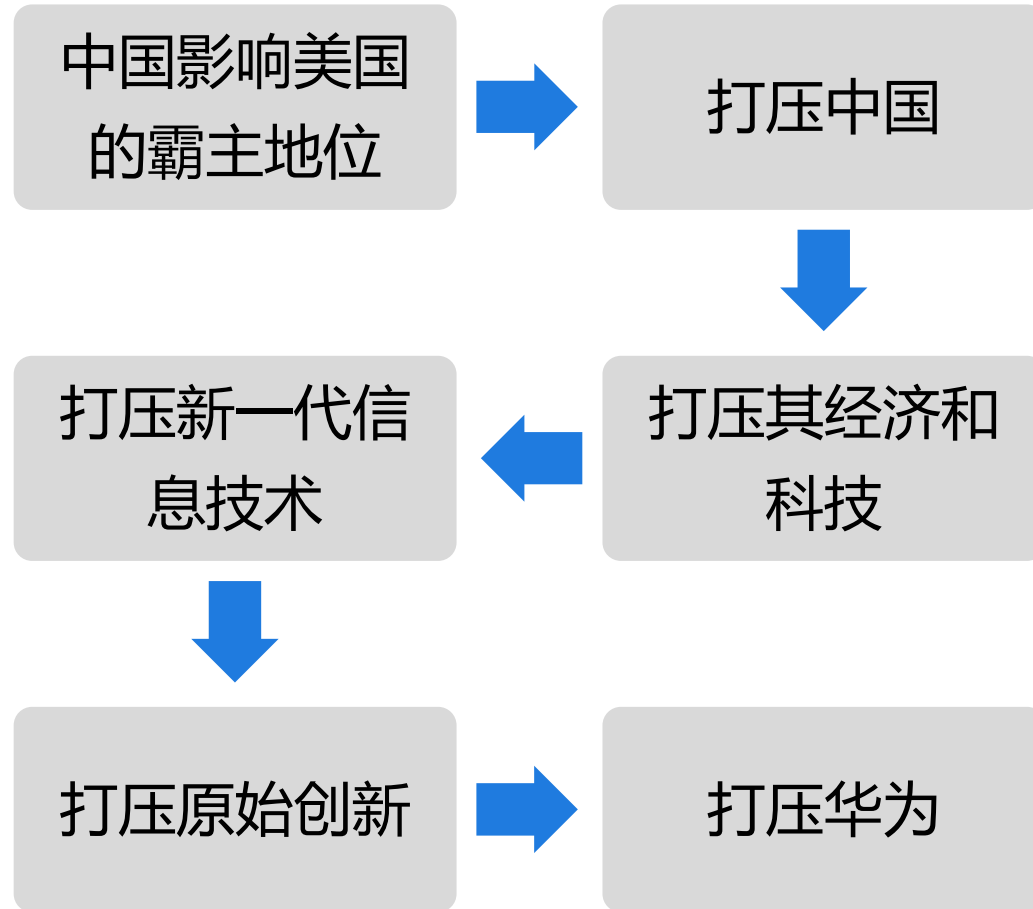 中国影响美国
的霸主地位
打压中国
打压其经济和
科技
打压新一代信
息技术
打压原始创新
打压华为